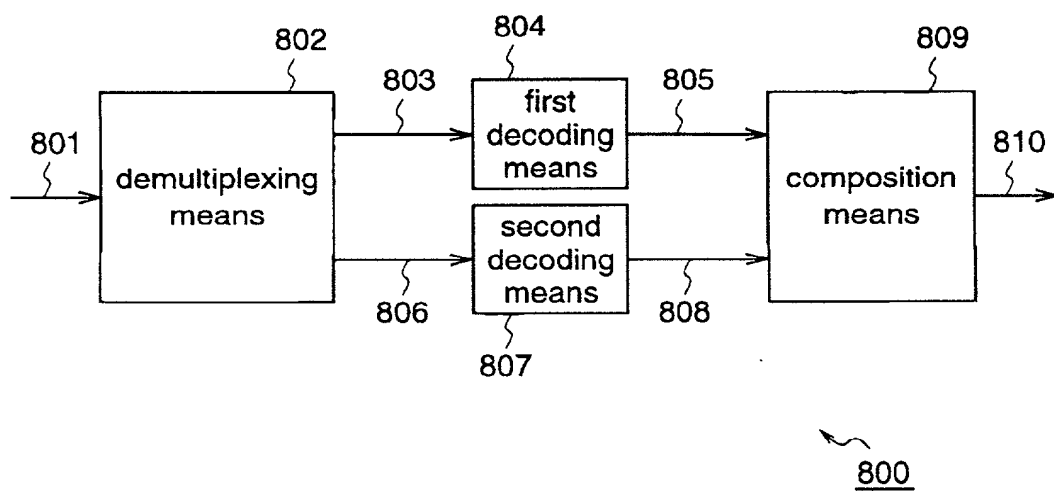 802
804
809
803
805
801
810
first
decoding
means
demultiplexing
means
composition
means
second
decoding
means
806
808
807
800